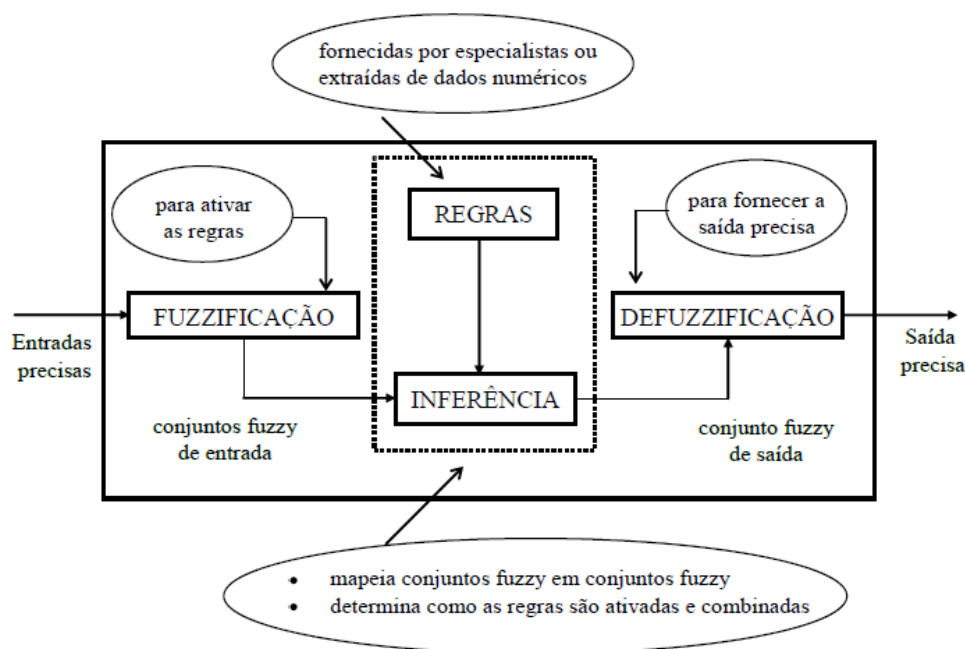 fornecidas por especialistas ou
extraídas de dados numéricos
para ativar
as regras
REGRAS
para fornecer a
saída precisa
FUZZIFICAÇÃO
DEFUZZIFICAÇÃO
Entradas
precisas
Saída
precisa
INFERÊNCIA
conjuntos fuzzy
de entrada
conjunto fuzzy
de saída
• mapeia conjuntos fuzzy em conjuntos fuzzy
• determina como as regras são ativadas e combinadas